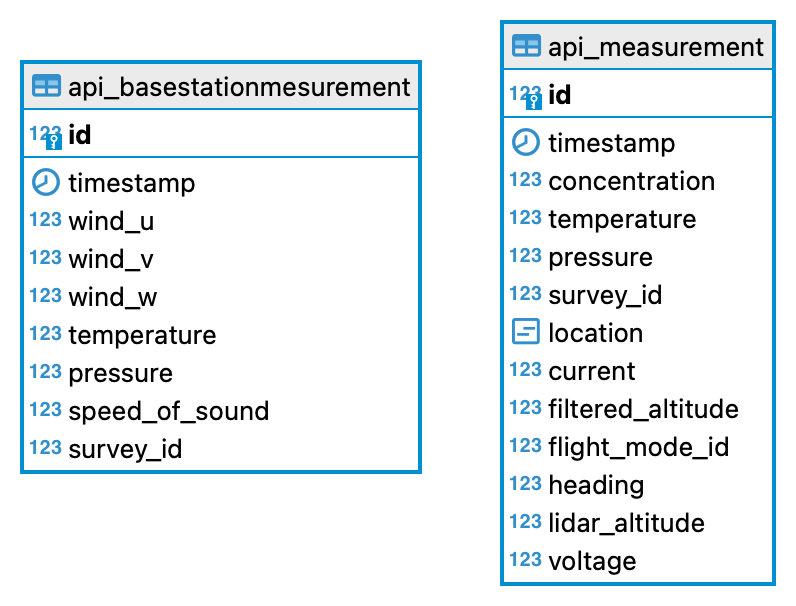 api_basestationmesurement
123 id
timestamp
123 wind_u
123 wind_v
123 wind_w
123 temperature
123 pressure
123 speed_of_sound
123 survey_id
api_measurement
123 id
timestamp
123 concentration
123 temperature
123 pressure
123 survey_id
location
123 current
123 filtered_altitude
123 flight_mode_id
123 heading
123 lidar_altitude
123 voltage